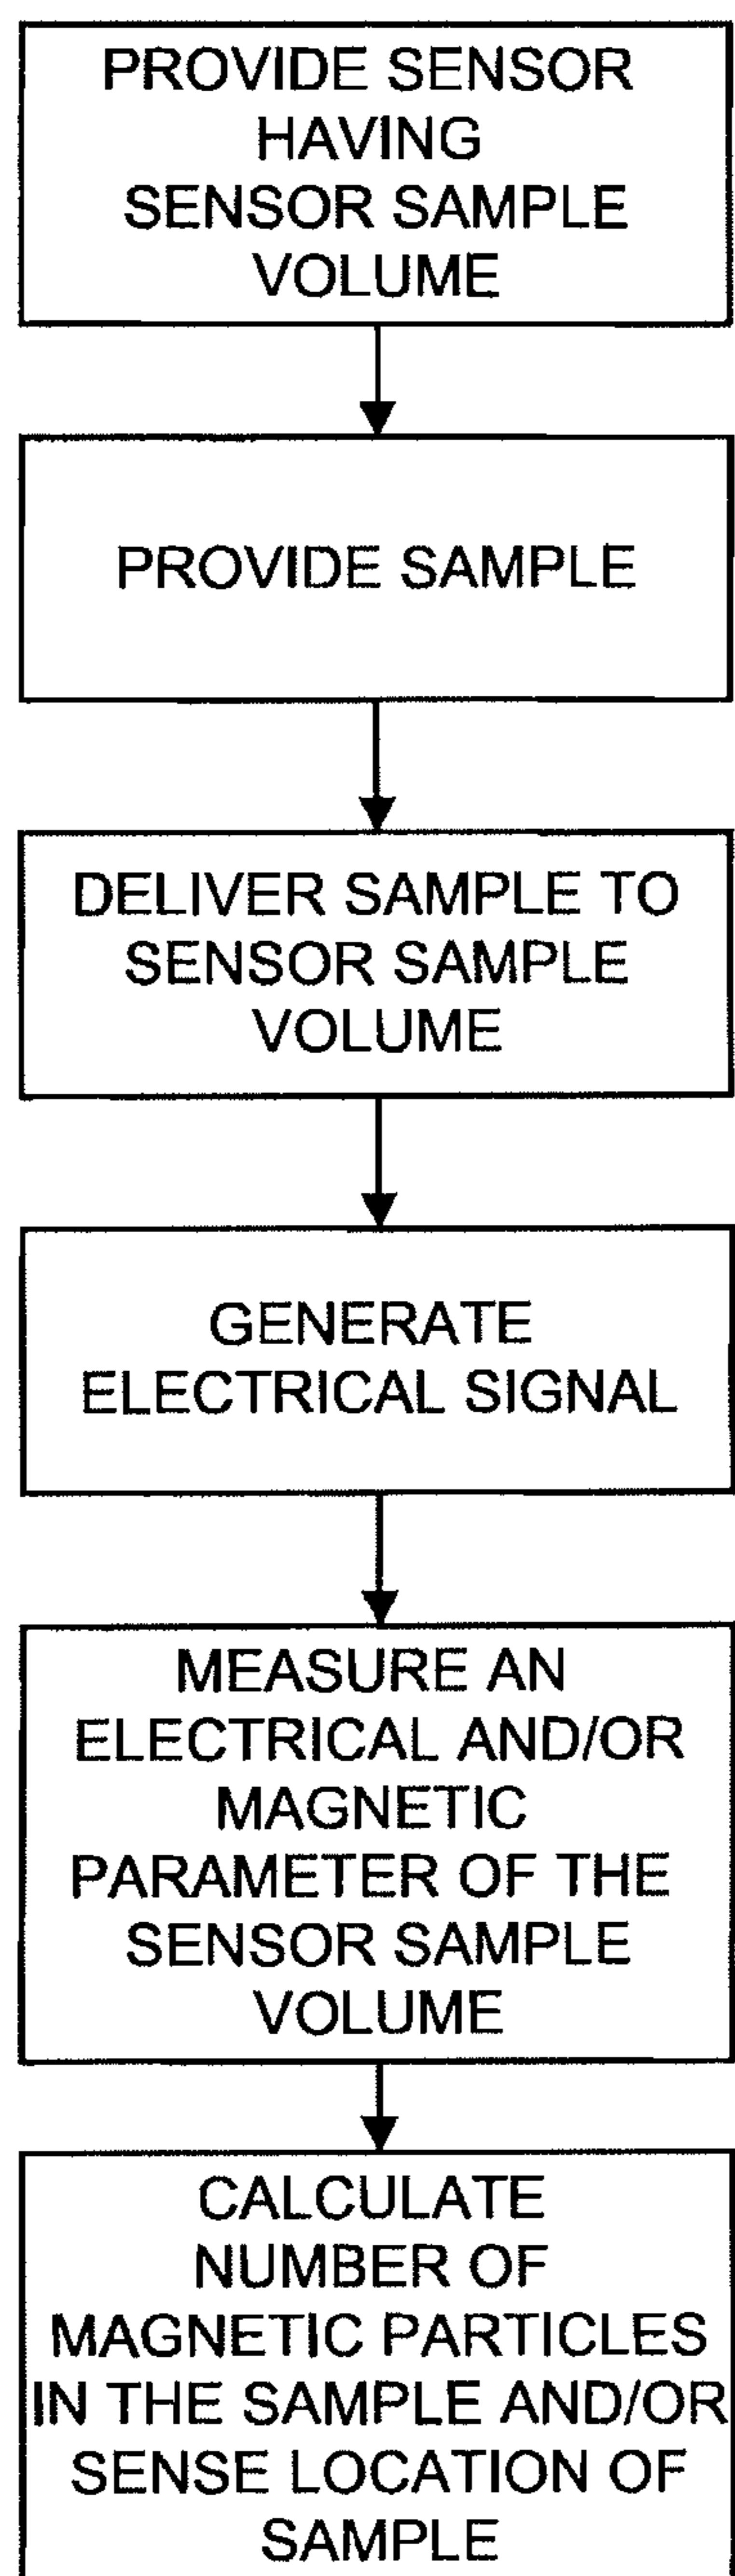 PROVIDE SENSOR
HAVING
SENSOR SAMPLE
VOLUME
PROVIDE SAMPLE
DELIVER SAMPLE TO
SENSOR SAMPLE
VOLUME
GENERATE
ELECTRICAL SIGNAL
MEASURE AN
ELECTRICAL AND/OR
MAGNETIC
PARAMETER OF THE
SENSOR SAMPLE
VOLUME
CALCULATE
NUMBER OF
MAGNETIC PARTICLES
IN THE SAMPLE AND/OR
SENSE LOCATION OF
SAMPLE